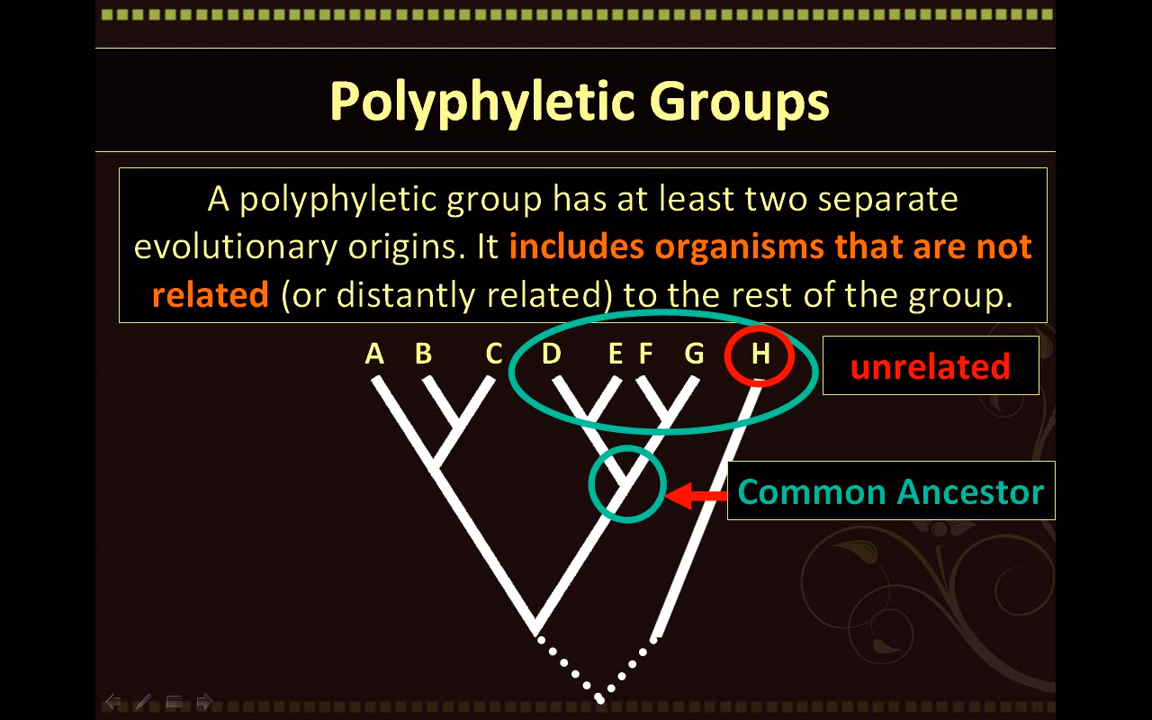 Polyphyletic Groups
A polyphyletic group has at least two separate
evolutionary origins. It includes organisms that are not
related (or distantly related) to the rest of the group.
A B C D E F G H
unrelated
Common Ancestor